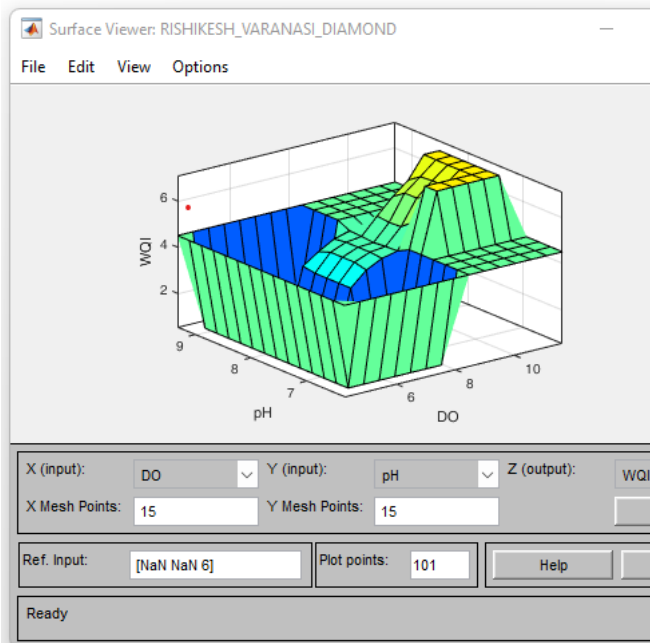 Surface Viewer: RISHIKESH_VARANASI_DIAMOND
File Edit View Options
6
4
2
WQI
9
8
7
pH
6
8
10
DO
X (input): DO Y (input): pH Z (output): WQI
X Mesh Points: 15 Y Mesh Points: 15
Ref. Input: [NaN NaN 6] Plot points: 101 Help
Ready